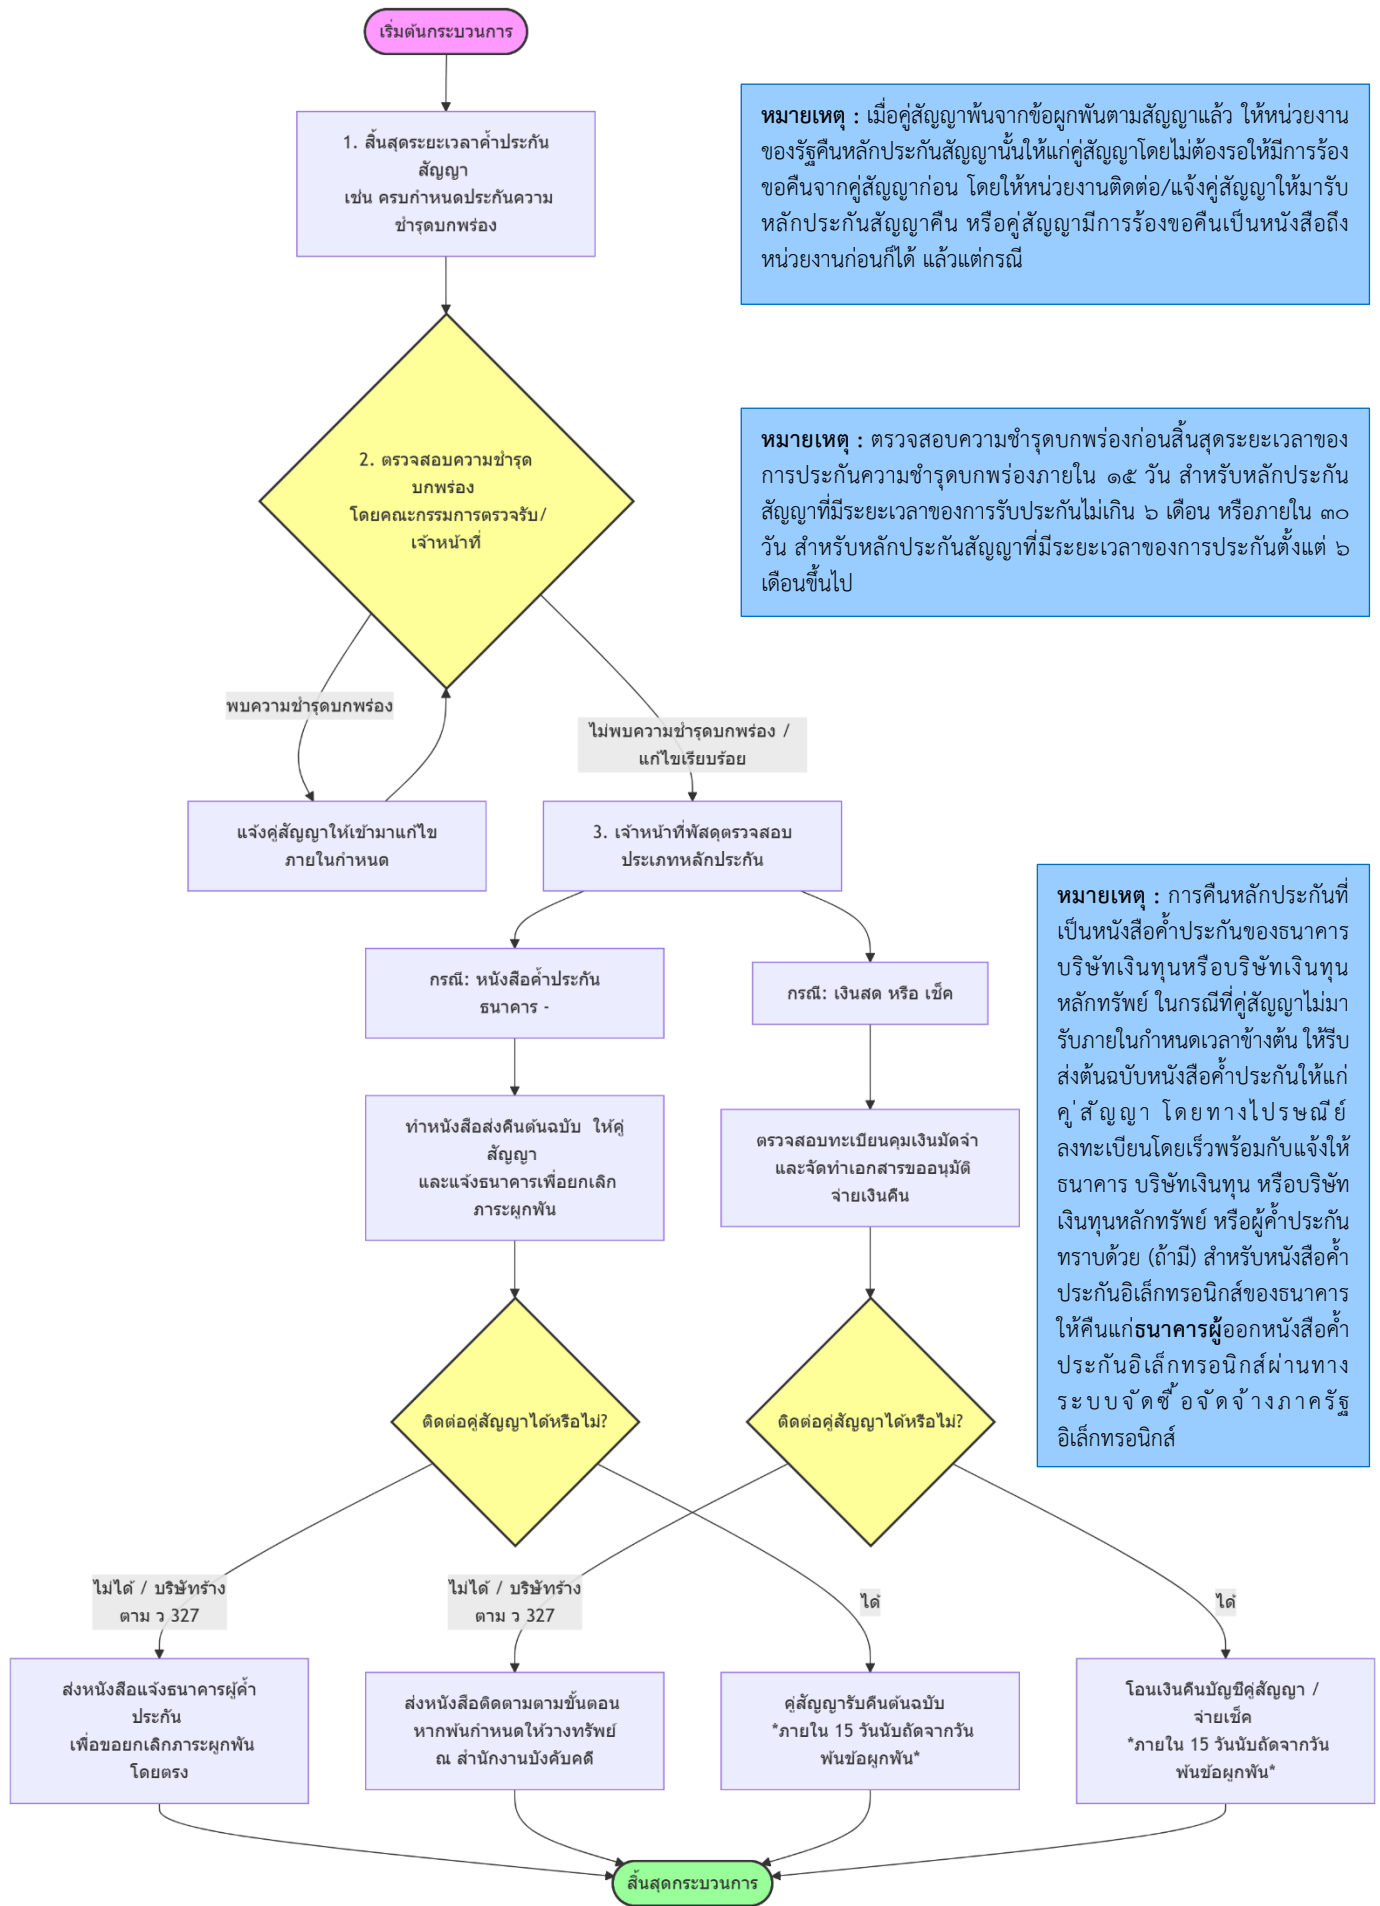 เริ่มต้นกระบวนการ
1. สิ้นสุดระยะเวลาค้ำประกัน
สัญญา
เช่น ครบกำหนดประกันความ
ชำรุดบกพร่อง
หมายเหตุ : เมื่อคู่สัญญาพ้นจากข้อผูกพันตามสัญญาแล้ว ให้หน่วยงาน
ของรัฐคืนหลักประกันสัญญานั้นให้แก่คู่สัญญาโดยไม่ต้องรอให้มีการร้อง
ขอคืนจากคู่สัญญาก่อน โดยให้หน่วยงานติดต่อ/แจ้งคู่สัญญาให้มารับ
หลักประกันสัญญาคืน หรือคู่สัญญามีการร้องขอคืนเป็นหนังสือถึง
หน่วยงานก่อนก็ได้ แล้วแต่กรณี
2. ตรวจสอบความชำรุด
บกพร่อง
โดยคณะกรรมการตรวจรับ/
เจ้าหน้าที่
หมายเหตุ : ตรวจสอบความชำรุดบกพร่องก่อนสิ้นสุดระยะเวลาของ
การประกันความชำรุดบกพร่องภายใน ๑๕ วัน สำหรับหลักประกัน
สัญญาที่มีระยะเวลาของการรับประกันไม่เกิน ๖ เดือน หรือภายใน ๓๐
วัน สำหรับหลักประกันสัญญาที่มีระยะเวลาของการประกันตั้งแต่ ๖
เดือนขึ้นไป
พบความชำรุดบกพร่อง
ไม่พบความชำรุดบกพร่อง /
แก้ไขเรียบร้อย
แจ้งคู่สัญญาให้เข้ามาแก้ไข
ภายในกำหนด
3. เจ้าหน้าที่พัสดุตรวจสอบ
ประเภทหลักประกัน
กรณี: หนังสือค้ำประกัน
ธนาคาร -
กรณี: เงินสด หรือ เช็ค
หมายเหตุ : การคืนหลักประกันที่
เป็นหนังสือค้ำประกันของธนาคาร
บริษัทเงินทุนหรือบริษัทเงินทุน
หลักทรัพย์ ในกรณีที่คู่สัญญาไม่มา
รับภายในกำหนดเวลาข้างต้น ให้รีบ
ส่งต้นฉบับหนังสือค้ำประกันให้แก่
คู่สัญญา โดยทางไปรษณีย์
ลงทะเบียนโดยเร็วพร้อมกับแจ้งให้
ธนาคาร บริษัทเงินทุน หรือบริษัท
เงินทุนหลักทรัพย์ หรือผู้ค้ำประกัน
ทราบด้วย (ถ้ามี) สำหรับหนังสือค้ำ
ประกันอิเล็กทรอนิกส์ของธนาคาร
ให้คืนแก่ธนาคารผู้ออกหนังสือค้ำ
ประกันอิเล็กทรอนิกส์ผ่านทาง
ระบบจัดซื้อจัดจ้างภาครัฐ
อิเล็กทรอนิกส์
ทำหนังสือส่งคืนต้นฉบับ ให้คู่
สัญญา
และแจ้งธนาคารเพื่อยกเลิก
ภาระผูกพัน
ตรวจสอบทะเบียนคุมเงินมัดจำ
และจัดทำเอกสารขออนุมัติ
จ่ายเงินคืน
ติดต่อคู่สัญญาได้หรือไม่?
ติดต่อคู่สัญญาได้หรือไม่?
ไม่ได้ / บริษัทร้าง
ตาม ว 327
ไม่ได้ / บริษัทร้าง
ตาม ว 327
ได้
ได้
ส่งหนังสือแจ้งธนาคารผู้ค้ำ
ประกัน
เพื่อขอยกเลิกภาระผูกพัน
โดยตรง
ส่งหนังสือติดตามตามขั้นตอน
หากพ้นกำหนดให้วางทรัพย์
ณ สำนักงานบังคับคดี
คู่สัญญารับคืนต้นฉบับ
*ภายใน 15 วันนับถัดจากวัน
พ้นข้อผูกพัน*
โอนเงินคืนบัญชีคู่สัญญา /
จ่ายเช็ค
*ภายใน 15 วันนับถัดจากวัน
พ้นข้อผูกพัน*
สิ้นสุดกระบวนการ